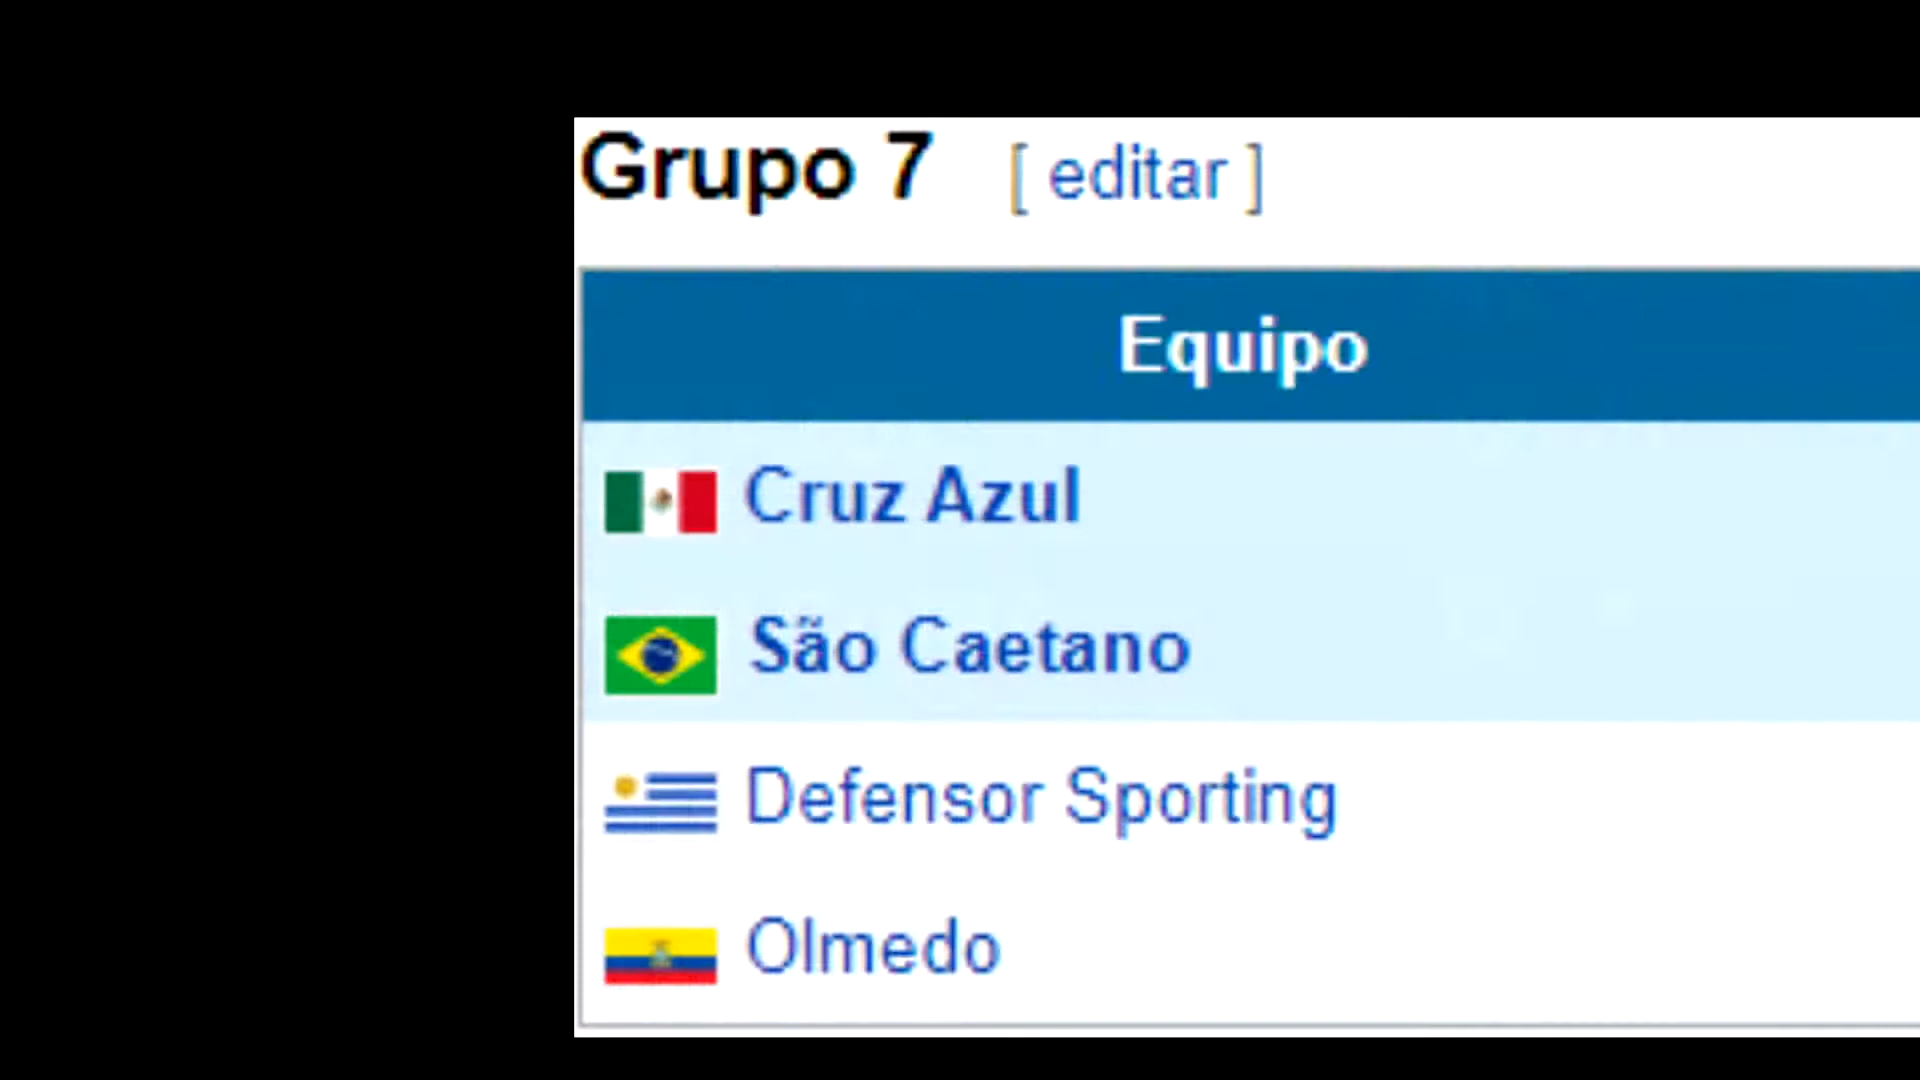 Grupo 7 [ editar ]
Equipo
Cruz Azul
São Caetano
Defensor Sporting
Olmedo